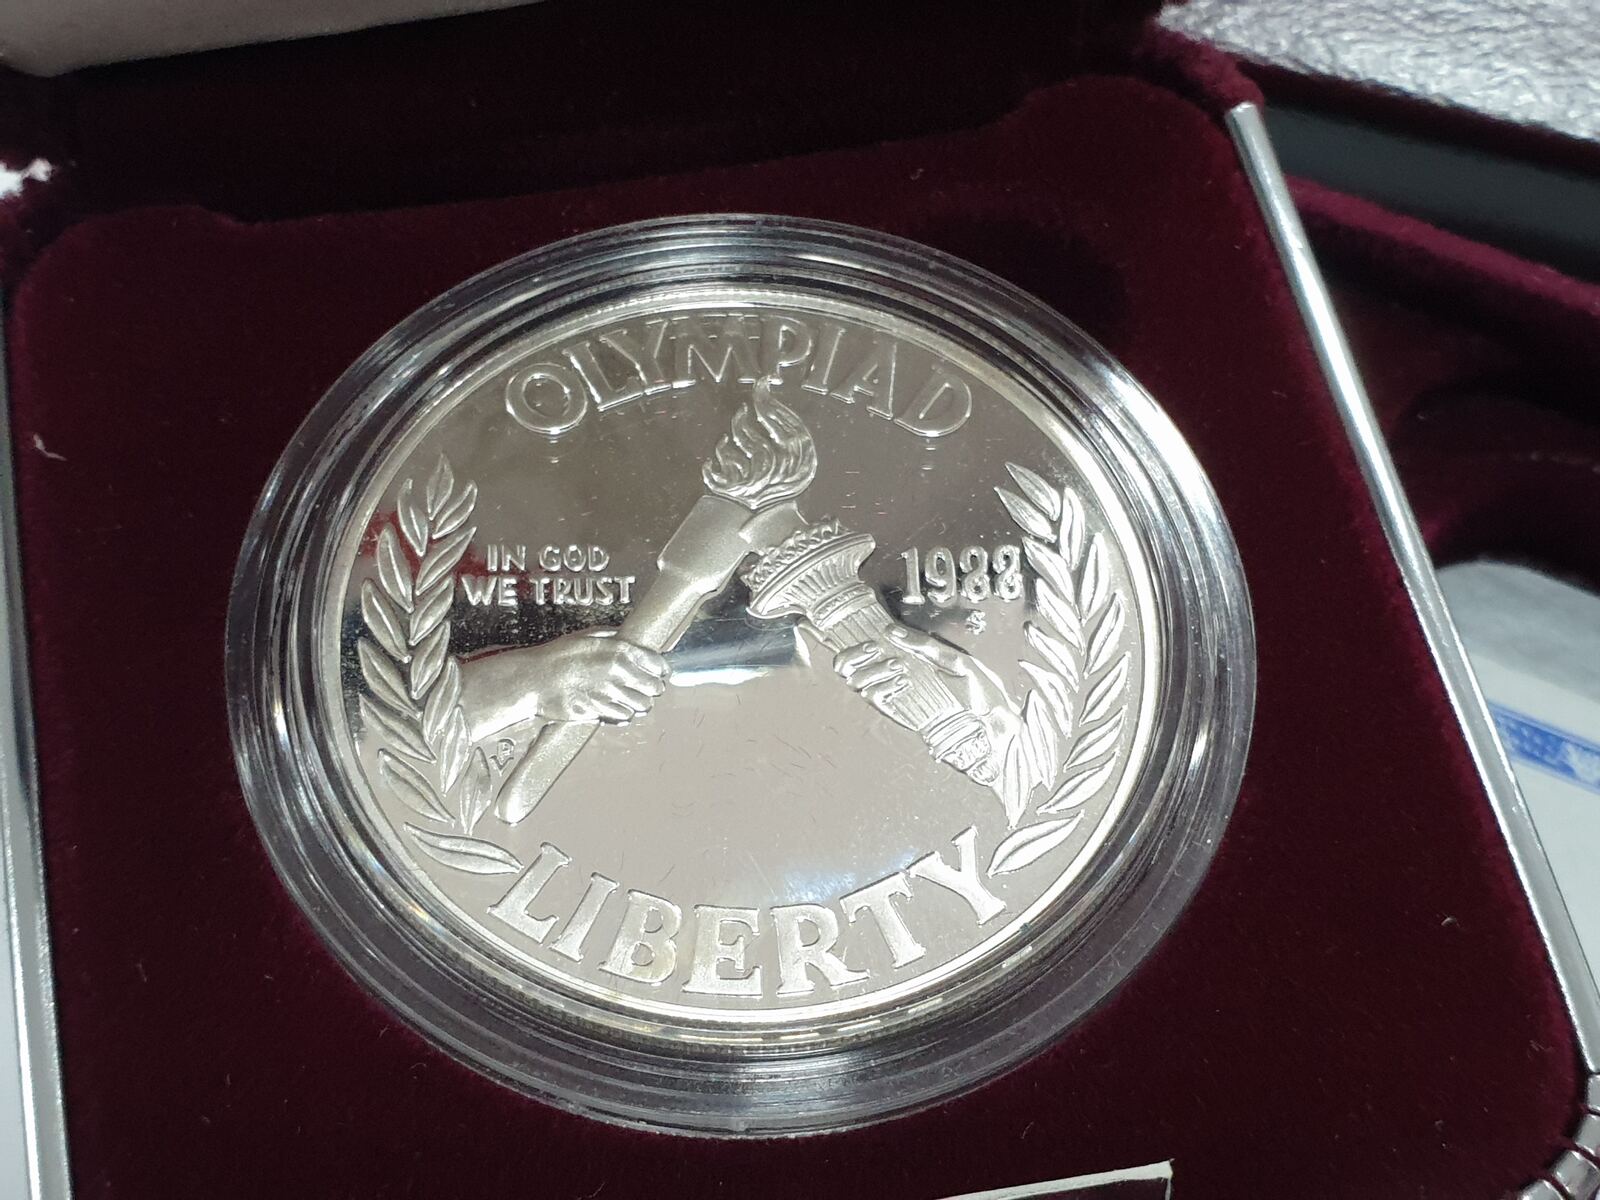 OLYMPIAD
IN GOD
WE TRUST
1988
S
LIBERTY